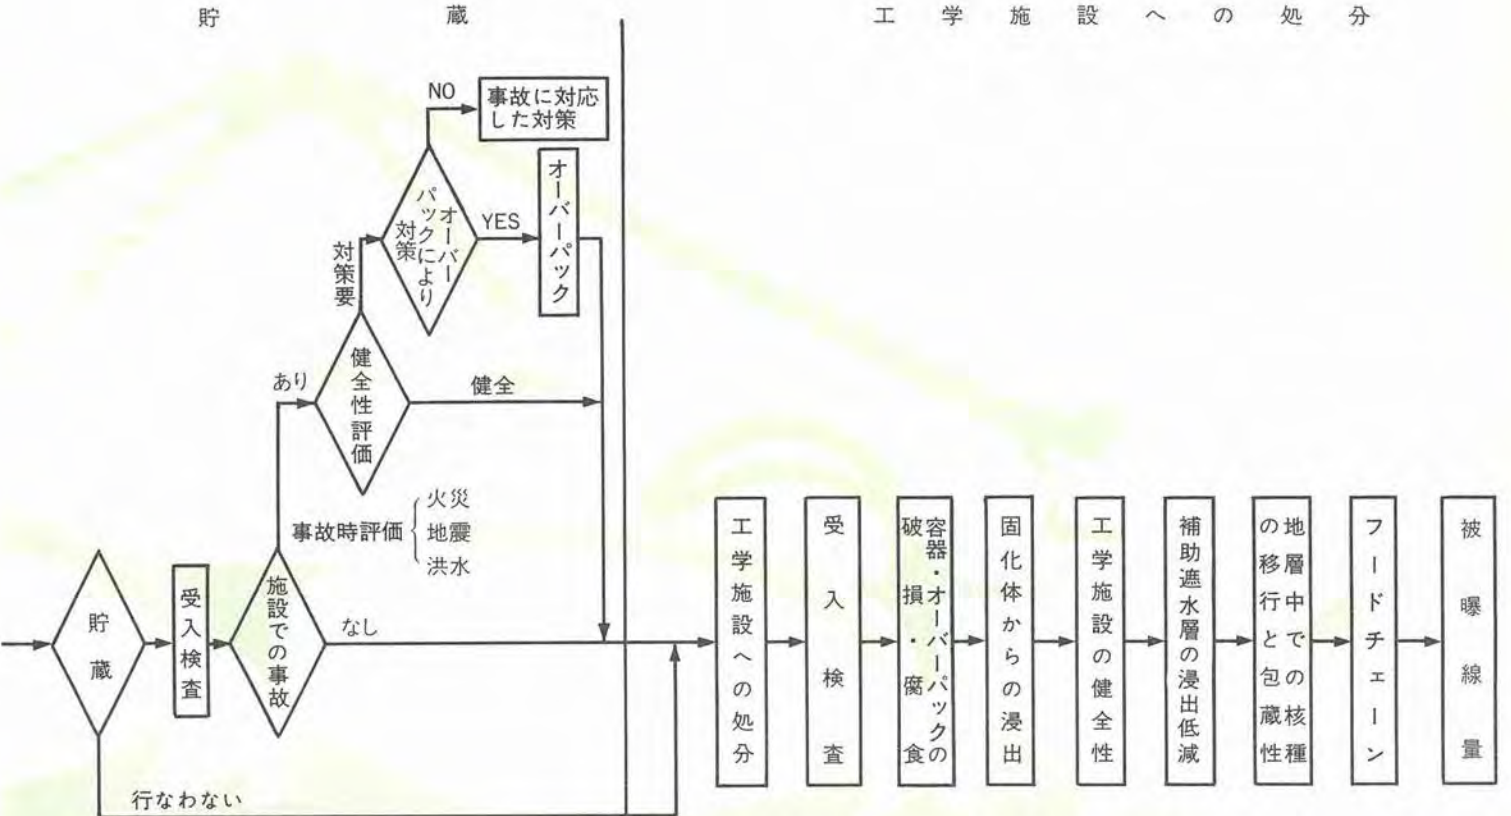 貯蔵
工学施設への処分
NO
事故に対応
した対策
オーバー
パックにより
対策
YES
オーバーパック
対策要
健全性評価
あり
健全
事故時評価
火災
地震
洪水
貯蔵
受入検査
施設での事故
なし
行なわない
工学施設への処分
受入検査
容器・オーバーパックの
破損・腐食
固化体からの浸出
工学施設の健全性
補助遮水層の浸出低減
地層中での核種
の移行と包蔵性
フードチェーン
被曝線量